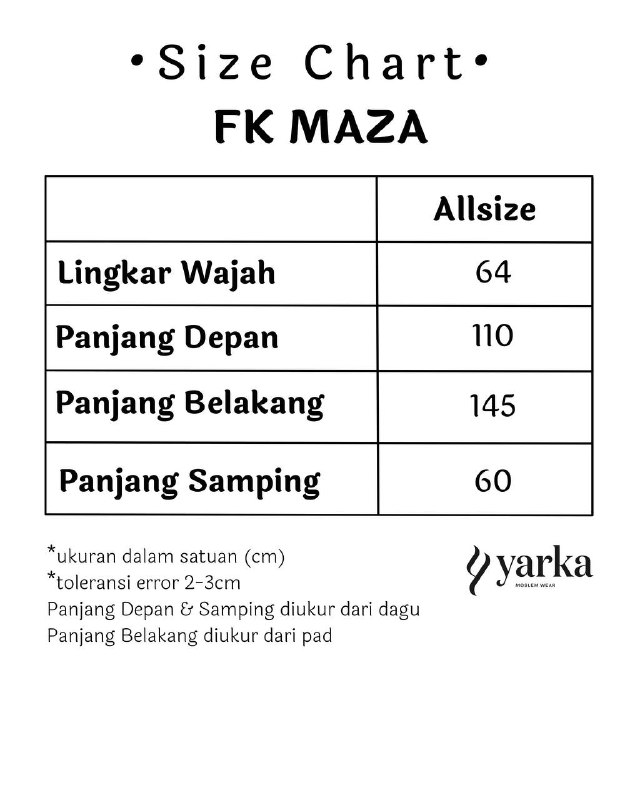 •Size Chart•
FK MAZA
Allsize
Lingkar Wajah 64
Panjang Depan 110
Panjang Belakang 145
Panjang Samping 60
*ukuran dalam satuan (cm)
*toleransi error 2-3cm
Panjang Depan & Samping diukur dari dagu
Panjang Belakang diukur dari pad
yarka
MOSLEM WEAR